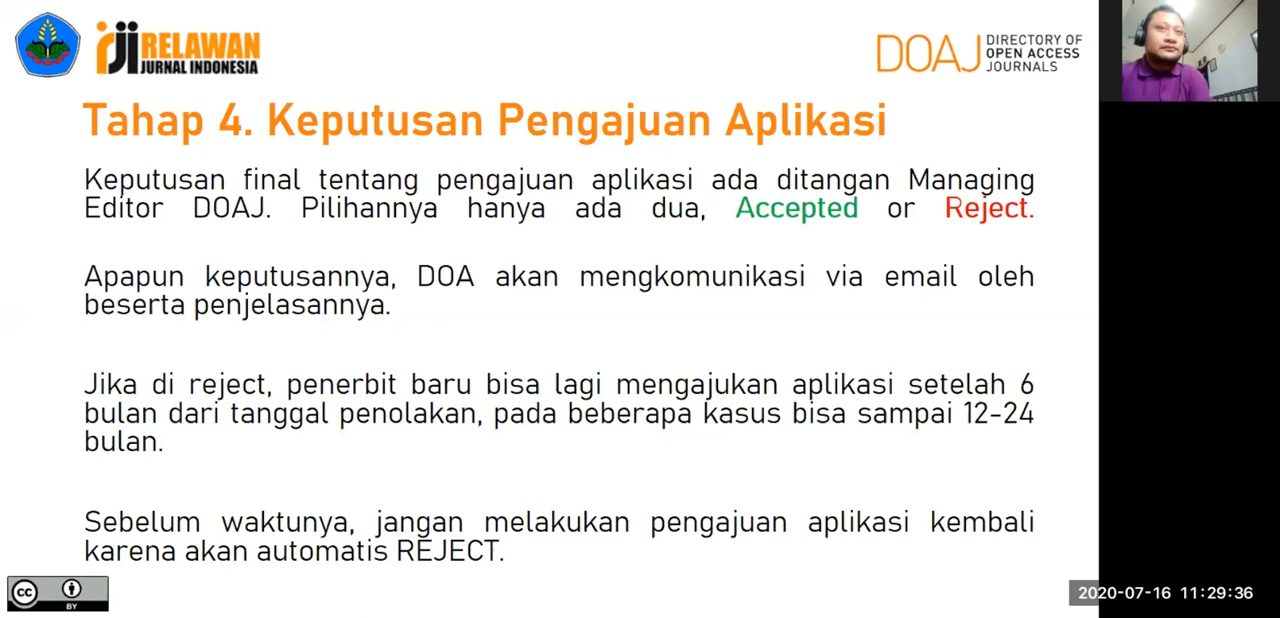 RJI RELAWAN
JURNAL INDONESIA
DOAJ DIRECTORY OF
OPEN ACCESS
JOURNALS
Tahap 4. Keputusan Pengajuan Aplikasi
Keputusan final tentang pengajuan aplikasi ada ditangan Managing
Editor DOAJ. Pilihannya hanya ada dua, Accepted or Reject.
Apapun keputusannya, DOA akan mengkomunikasi via email oleh
beserta penjelasannya.
Jika di reject, penerbit baru bisa lagi mengajukan aplikasi setelah 6
bulan dari tanggal penolakan, pada beberapa kasus bisa sampai 12-24
bulan.
Sebelum waktunya, jangan melakukan pengajuan aplikasi kembali
karena akan automatis REJECT.
cc
BY
2020-07-16 11:29:36